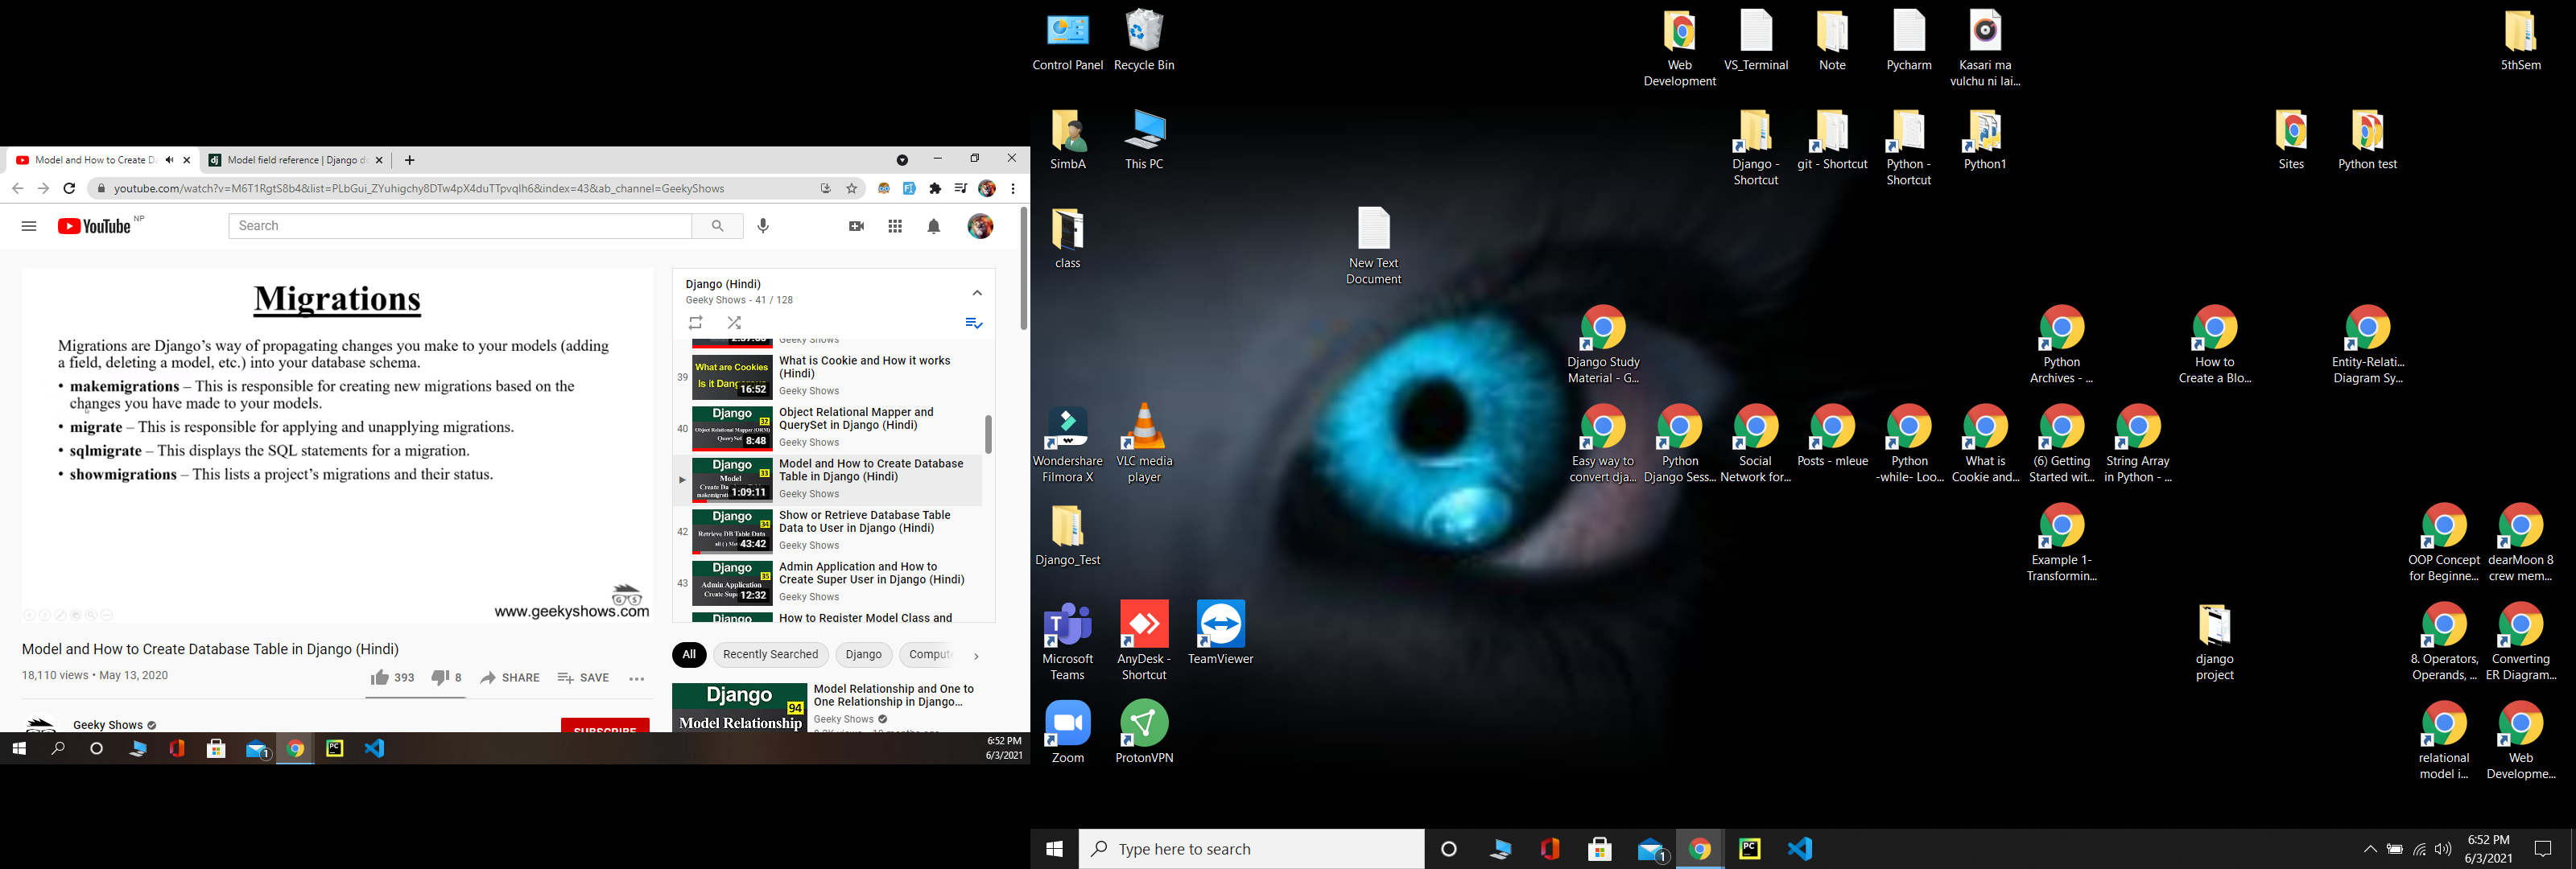 Model and How to Create Da
Model field reference | Django do
youtube.com/watch?v=M6T1RgtS8b4&list=PLbGui_ZYuhigchy8DTw4pX4duTTpvqlh6&index=43&ab_channel=GeekyShows
YouTube NP
Search
Migrations
Migrations are Django's way of propagating changes you make to your models (adding
a field, deleting a model, etc.) into your database schema.
• makemigrations – This is responsible for creating new migrations based on the
changes you have made to your models.
• migrate – This is responsible for applying and unapplying migrations.
• sqlmigrate – This displays the SQL statements for a migration.
• showmigrations – This lists a project's migrations and their status.
www.geekyshows.com
Model and How to Create Database Table in Django (Hindi)
18,110 views • May 13, 2020
393
8
SHARE
SAVE
Geeky Shows
SUBSCRIBE
Django (Hindi)
Geeky Shows - 41 / 128
Geeky Shows
39
What are Cookies
16:52
What is Cookie and How it works
(Hindi)
Geeky Shows
40
Django
32
8:48
Object Relational Mapper and
QuerySet in Django (Hindi)
Geeky Shows
Django
33
Model
1:09:11
Model and How to Create Database
Table in Django (Hindi)
Geeky Shows
42
Django
34
Retrieve DB Table Data
43:42
Show or Retrieve Database Table
Data to User in Django (Hindi)
Geeky Shows
43
Django
35
Admin Application
12:32
Admin Application and How to
Create Super User in Django (Hindi)
Geeky Shows
Django
How to Register Model Class and
All
Recently Searched
Django
Compute
Django
94
Model Relationship
Model Relationship and One to
One Relationship in Django...
Geeky Shows
1
6:52 PM
6/3/2021
Control Panel
Recycle Bin
Web
Development
VS_Terminal
Note
Pycharm
Kasari ma
vulchu ni lai...
5thSem
SimbA
This PC
Django -
Shortcut
git - Shortcut
Python -
Shortcut
Python1
Sites
Python test
class
New Text
Document
Django Study
Material - G...
Python
Archives - ...
How to
Create a Blo...
Entity-Relati...
Diagram Sy...
Wondershare
Filmora X
VLC media
player
Easy way to
convert dja...
Python
Django Sess...
Social
Network for...
Posts - mleue
Python
-while- Loo...
What is
Cookie and...
(6) Getting
Started wit...
String Array
in Python - ...
Django_Test
Example 1-
Transformin...
OOP Concept
for Beginne...
dearMoon 8
crew mem...
Microsoft
Teams
AnyDesk -
Shortcut
TeamViewer
django
project
8. Operators,
Operands, ...
Converting
ER Diagram...
Zoom
ProtonVPN
relational
model i...
Web
Developme...
Type here to search
1
6:52 PM
6/3/2021